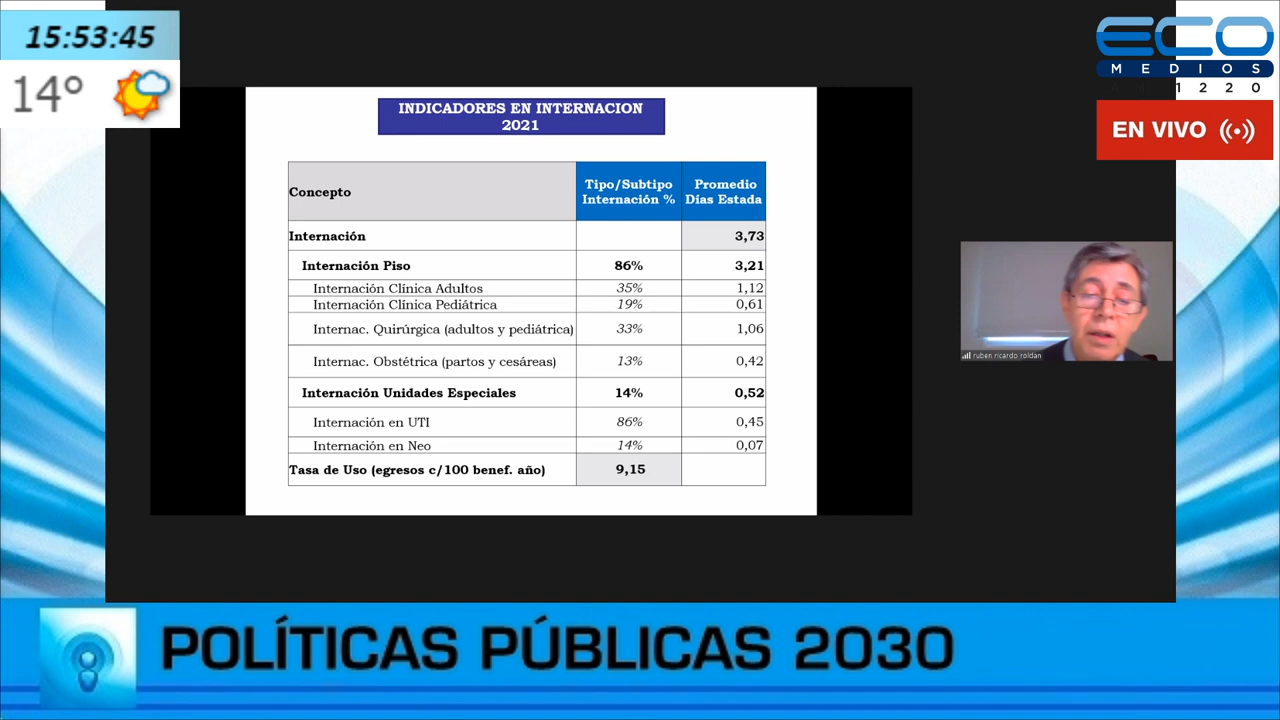 15:53:45
14°
ECO
MEDIOS
1220
EN VIVO
INDICADORES EN INTERNACION
2021
Concepto
Tipo/Subtipo
Internación %
Promedio
Días Estada
Internación 3,73
Internación Piso 86% 3,21
Internación Clínica Adultos 35% 1,12
Internación Clínica Pediátrica 19% 0,61
Internac. Quirúrgica (adultos y pediátrica) 33% 1,06
Internac. Obstétrica (partos y cesáreas) 13% 0,42
Internación Unidades Especiales 14% 0,52
Internación en UTI 86% 0,45
Internación en Neo 14% 0,07
Tasa de Uso (egresos c/100 benef. año) 9,15
ruben ricardo roldan
POLÍTICAS PÚBLICAS 2030